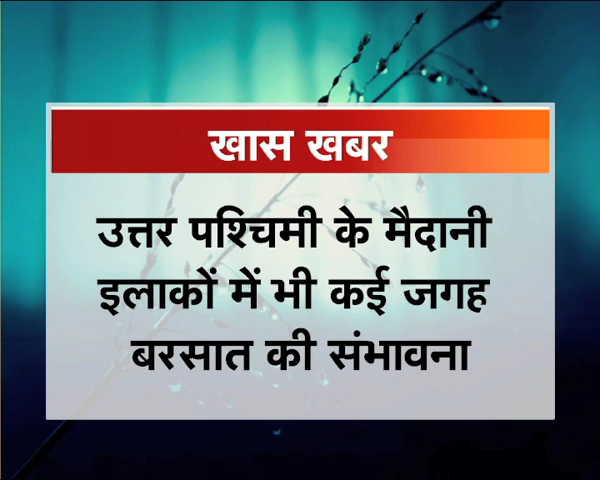 खास खबर
उत्तर पश्चिमी के मैदानी
इलाकों में भी कई जगह
बरसात की संभावना